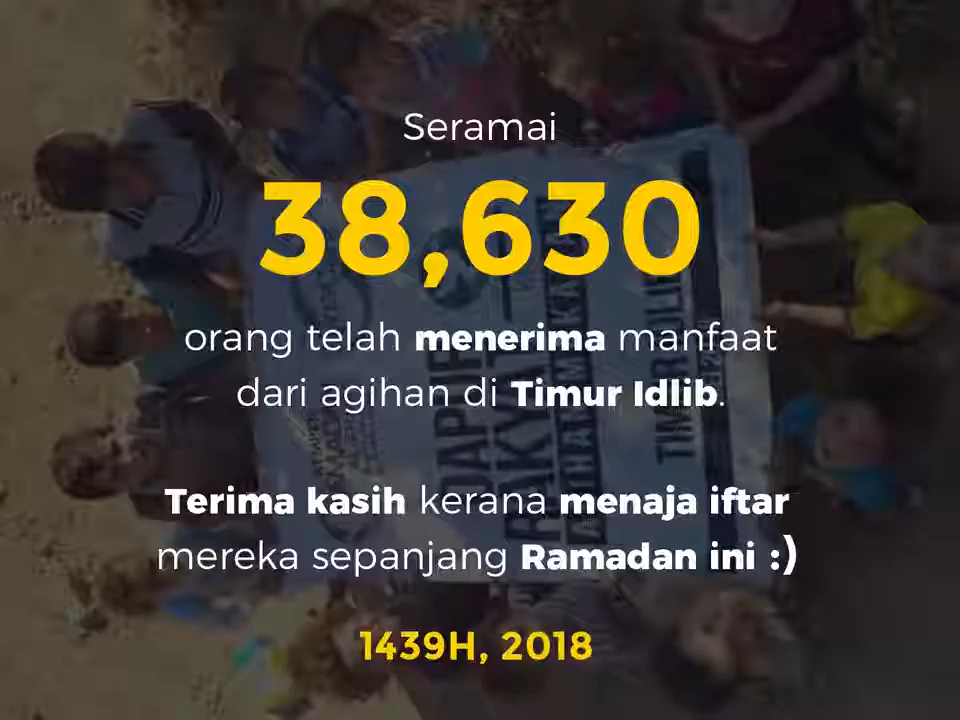 Seramai
38,630
orang telah menerima manfaat
dari agihan di Timur Idlib.
Terima kasih kerana menaja iftar
mereka sepanjang Ramadan ini :)
1439H, 2018